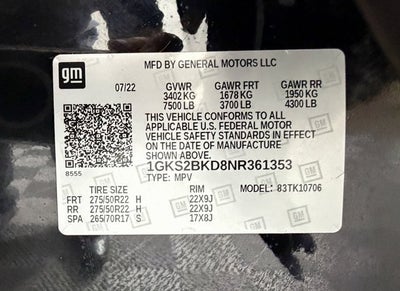 gm
MFD BY GENERAL MOTORS LLC
07/22 GVWR GAWR FRT GAWR RR
3402 KG 1678 KG 1950 KG
7500 LB 3700 LB 4300 LB
THIS VEHICLE CONFORMS TO ALL
APPLICABLE U.S. FEDERAL MOTOR
VEHICLE SAFETY STANDARDS IN EFFECT
ON THE DATE OF MANUFACTURE
SHOWN ABOVE.
8555
1GKS2BKD8NR361353
TYPE: MPV MODEL: 83TK10706
TIRE SIZE RIM
FRT 275/50R22 H 22X9J
RR 275/50R22 H 22X9J
SPA 265/70R17 S 17X8J